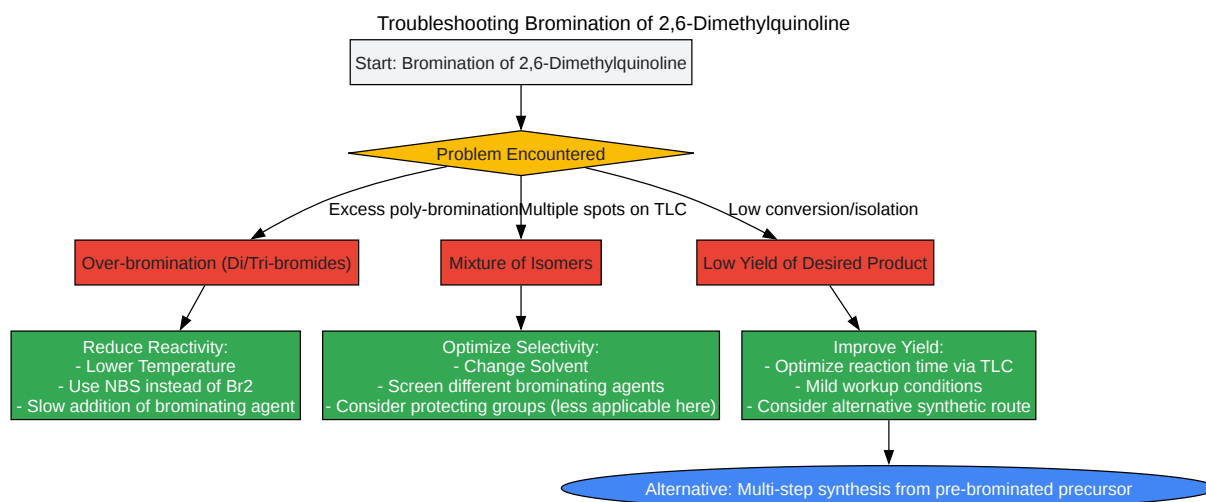 Troubleshooting Bromination of 2,6-Dimethylquinoline
Start: Bromination of 2,6-Dimethylquinoline
Problem Encountered
Excess poly-bromination
Multiple spots on TLC
Low conversion/isolation
Over-bromination (Di/Tri-bromides)
Mixture of Isomers
Low Yield of Desired Product
Reduce Reactivity:
- Lower Temperature
- Use NBS instead of Br2
- Slow addition of brominating agent
Optimize Selectivity:
- Change Solvent
- Screen different brominating agents
- Consider protecting groups (less applicable here)
Improve Yield:
- Optimize reaction time via TLC
- Mild workup conditions
- Consider alternative synthetic route
Alternative: Multi-step synthesis from pre-brominated precursor